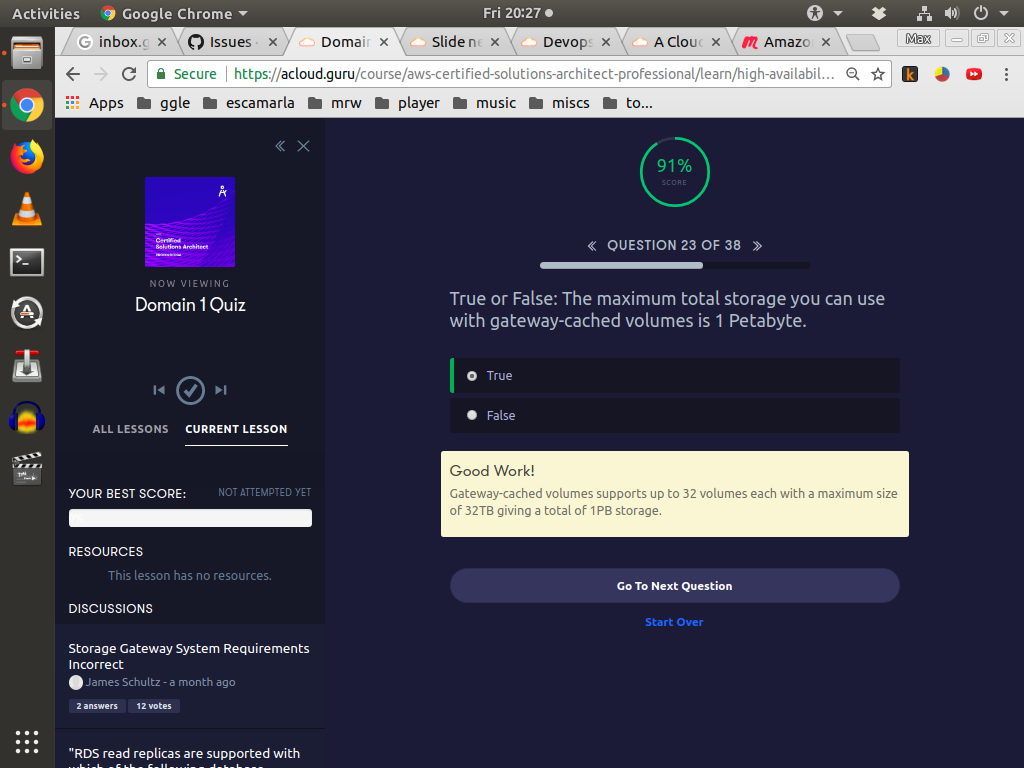 Activities
Google Chrome
Fri 20:27
inbox.g
Issues
Domain
Slide ne
Devops
A Clou
Amazo
Max
Secure
https://acloud.guru/course/aws-certified-solutions-architect-professional/learn/high-availabil...
Apps
ggle
escamarla
mrw
player
music
miscs
to...
Certified
Solutions Architect
NOW VIEWING
Domain 1 Quiz
ALL LESSONS
CURRENT LESSON
YOUR BEST SCORE:
NOT ATTEMPTED YET
RESOURCES
This lesson has no resources.
DISCUSSIONS
Storage Gateway System Requirements
Incorrect
James Schultz - a month ago
2 answers
12 votes
"RDS read replicas are supported with
which of the following database
91%
SCORE
« QUESTION 23 OF 38 »
True or False: The maximum total storage you can use
with gateway-cached volumes is 1 Petabyte.
True
False
Good Work!
Gateway-cached volumes supports up to 32 volumes each with a maximum size
of 32TB giving a total of 1PB storage.
Go To Next Question
Start Over